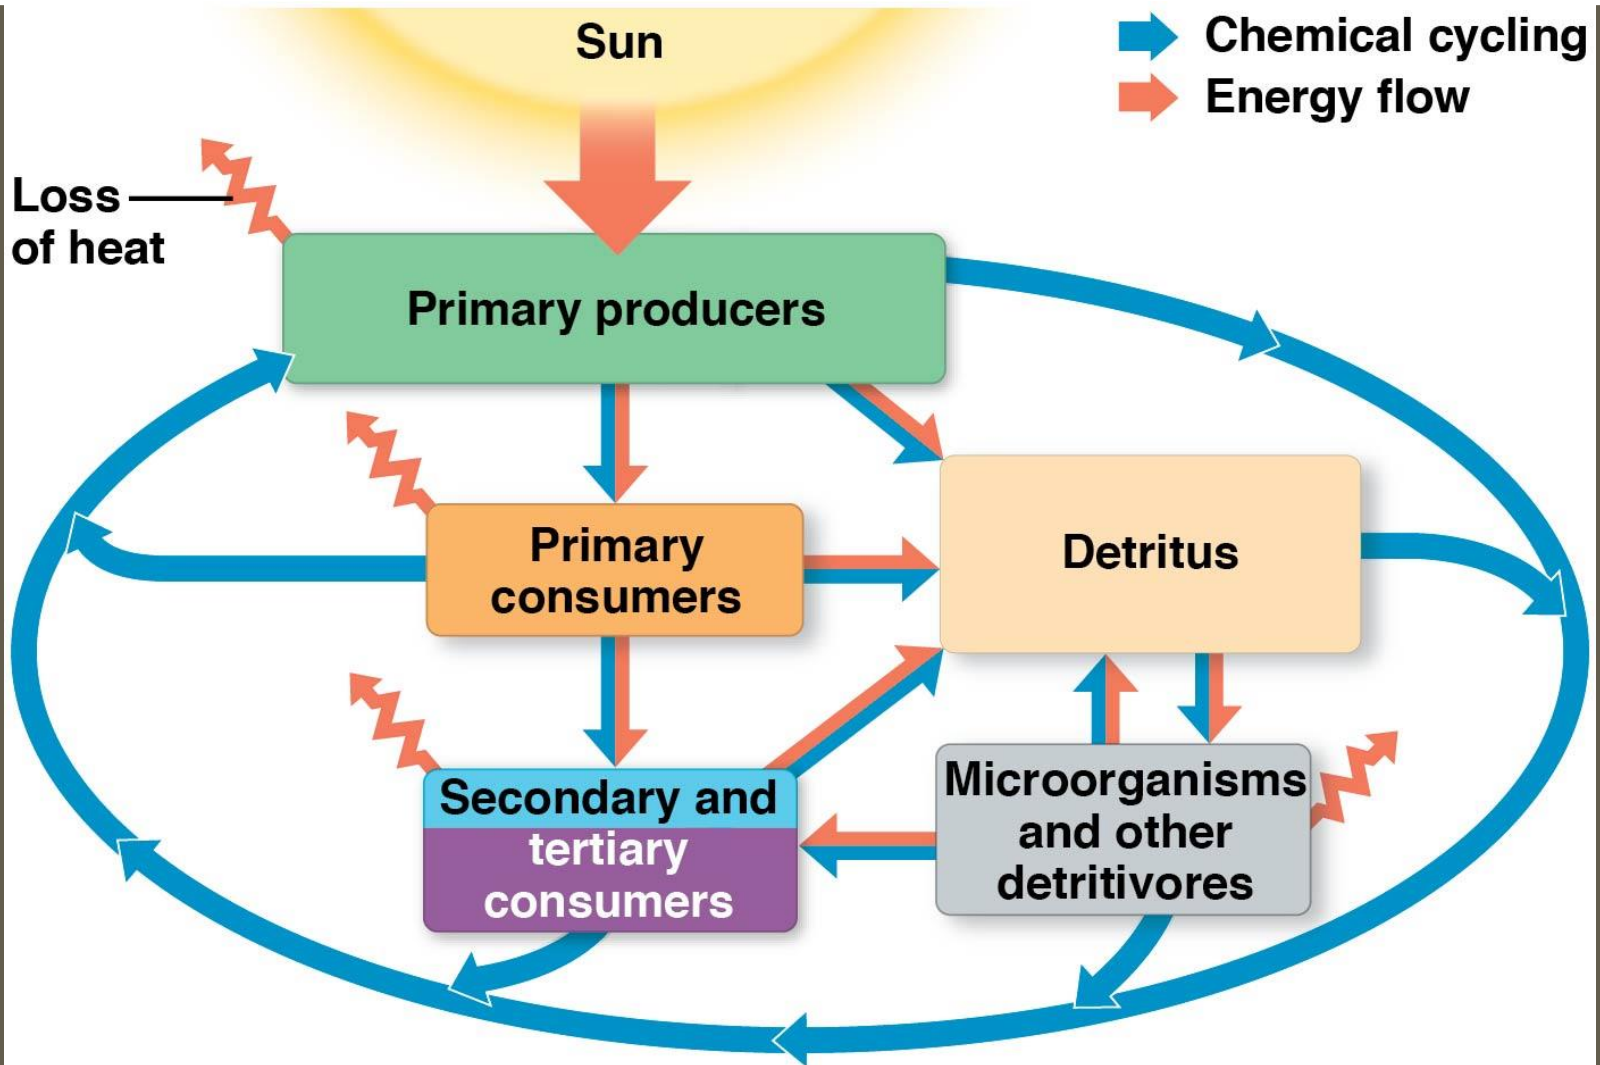 Sun
Chemical cycling
Energy flow
Loss
of heat
Primary producers
Primary
consumers
Detritus
Secondary and
tertiary
consumers
Microorganisms
and other
detritivores